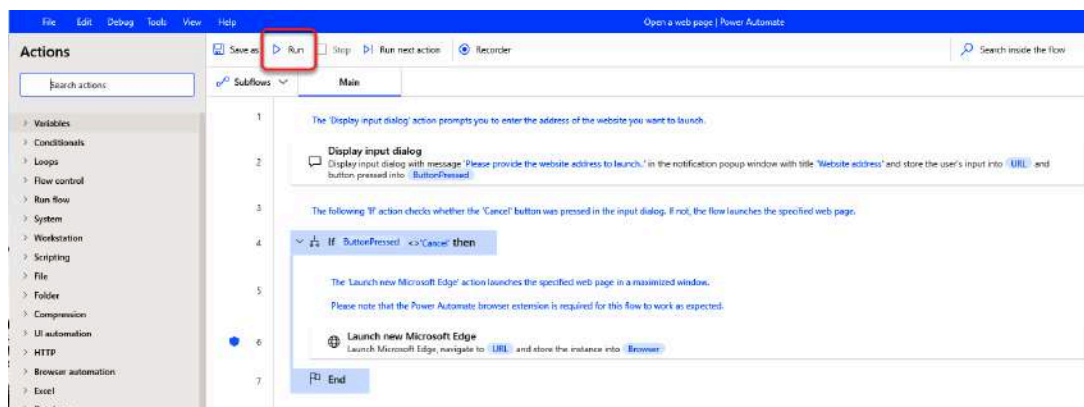 File Edit Debug Tools View Help
Open a web page | Power Automate
Actions
Save as Run Stop Run next action Recorder
Search inside the flow
Search actions
Subflows Main
Variables
Conditionals
Loops
Flow control
Run flow
System
Workstation
Scripting
File
Folder
Compression
UI automation
HTTP
Browser automation
Excel
1
The 'Display input dialog' action prompts you to enter the address of the website you want to launch.
2
Display input dialog
Display input dialog with message 'Please provide the website address to launch.' in the notification popup window with title 'Website address' and store the user's input into URL and
button pressed into ButtonPressed
3
The following 'If' action checks whether the 'Cancel' button was pressed in the input dialog. If not, the flow launches the specified web page.
4
If ButtonPressed <> 'Cancel' then
5
The 'Launch new Microsoft Edge' action launches the specified web page in a maximized window.
Please note that the Power Automate browser extension is required for this flow to work as expected.
6
Launch new Microsoft Edge
Launch Microsoft Edge, navigate to URL and store the instance into Browser
7
End